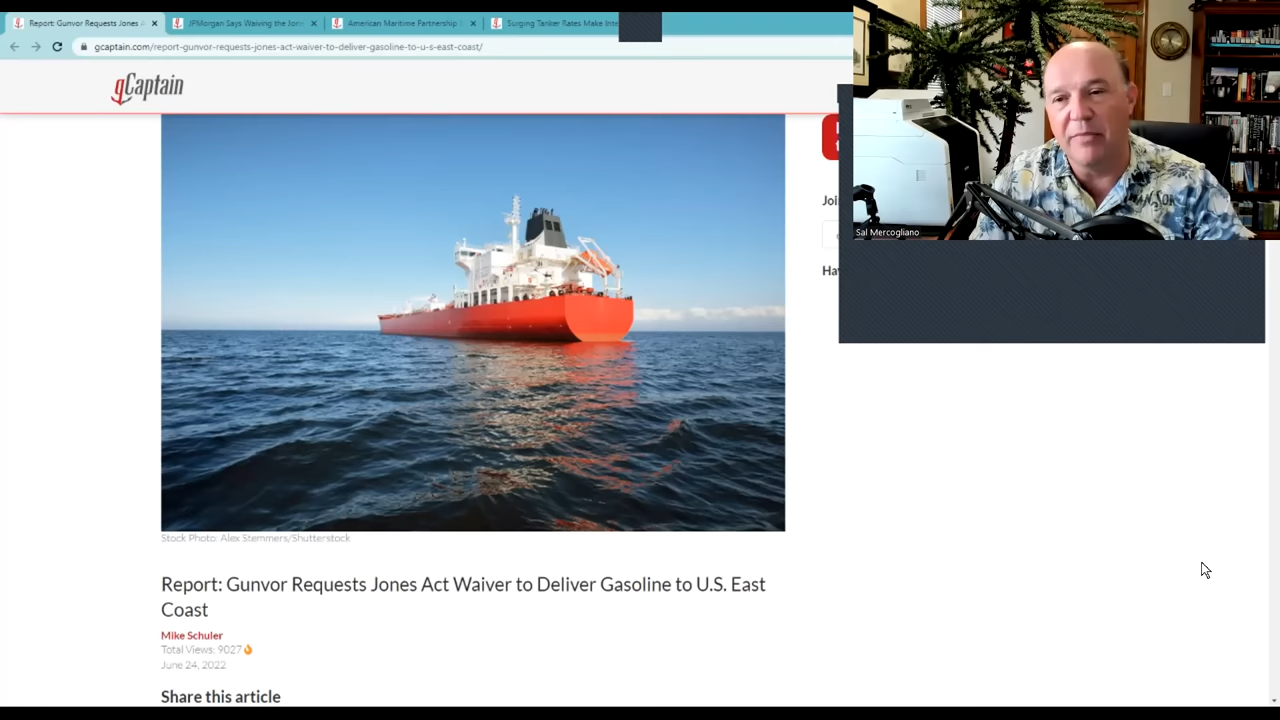 Report: Gunvor Requests Jones A
JPMorgan Says Waiving the Jon
American Maritime Partnership
Surging Tanker Rates Make Inte
gcaptain.com/report-gunvor-requests-jones-act-waiver-to-deliver-gasoline-to-u-s-east-coast/
gCaptain
Joi
Sal Mercogliano
Ha
Stock Photo: Alex Stemmers/Shutterstock
Report: Gunvor Requests Jones Act Waiver to Deliver Gasoline to U.S. East
Coast
Mike Schuler
Total Views: 9027
June 24, 2022
Share this article